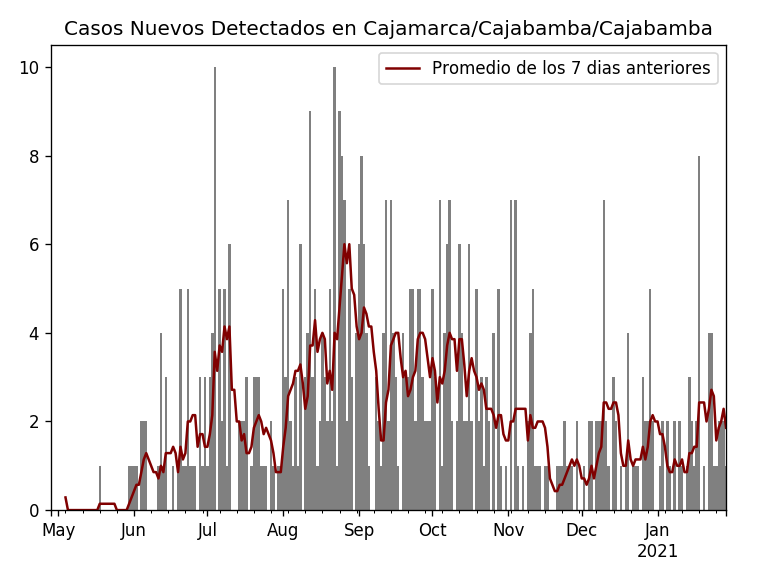 Casos Nuevos Detectados en Cajamarca/Cajabamba/Cajabamba
Promedio de los 7 dias anteriores
10
8
6
4
2
0
May Jun Jul Aug Sep Oct Nov Dec Jan
2021